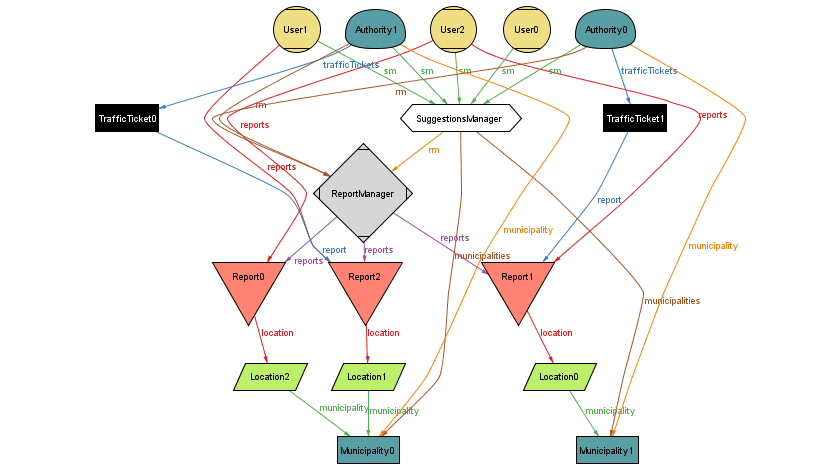 User1
Authority1
User2
User0
Authority0
trafficTickets
sm
sm
sm
sm
sm
trafficTickets
rm
rm
TrafficTicket0
SuggestionsManager
TrafficTicket1
reports
reports
rm
reports
ReportManager
report
municipality
reports
municipality
report
reports
reports
municipalities
Report0
Report2
Report1
municipalities
location
location
location
Location2
Location1
Location0
municipality
municipality
municipality
Municipality0
Municipality1